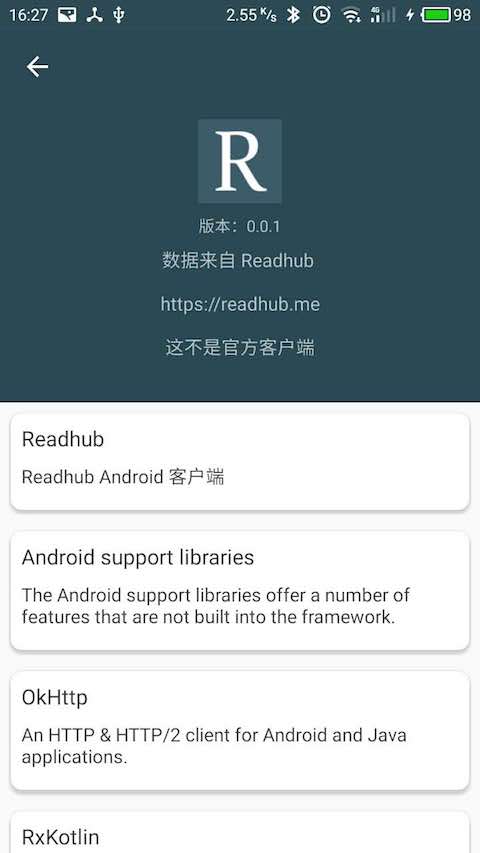 16:27 2.55 K/s 4G 98
R
版本：0.0.1
数据来自 Readhub
https://readhub.me
这不是官方客户端
Readhub
Readhub Android 客户端
Android support libraries
The Android support libraries offer a number of
features that are not built into the framework.
OkHttp
An HTTP & HTTP/2 client for Android and Java
applications.
RxKotlin